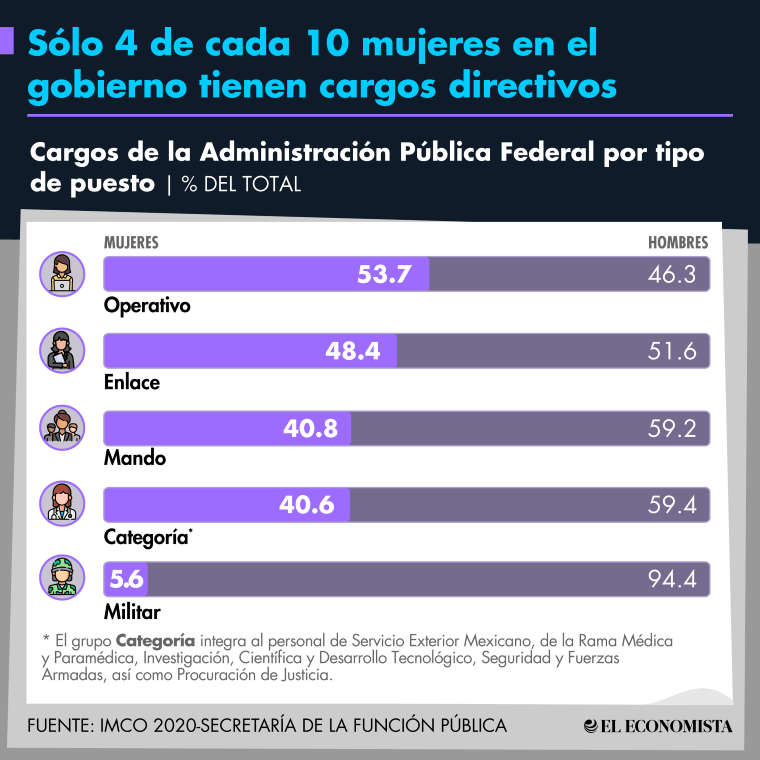 Sólo 4 de cada 10 mujeres en el
gobierno tienen cargos directivos
Cargos de la Administración Pública Federal por tipo
de puesto | % DEL TOTAL
MUJERES HOMBRES
53.7 46.3
Operativo
48.4 51.6
Enlace
40.8 59.2
Mando
40.6 59.4
Categoría*
5.6 94.4
Militar
* El grupo Categoría integra al personal de Servicio Exterior Mexicano, de la Rama Médica
y Paramédica, Investigación, Científica y Desarrollo Tecnológico, Seguridad y Fuerzas
Armadas, así como Procuración de Justicia.
FUENTE: IMCO 2020-SECRETARÍA DE LA FUNCIÓN PÚBLICA EL ECONOMISTA